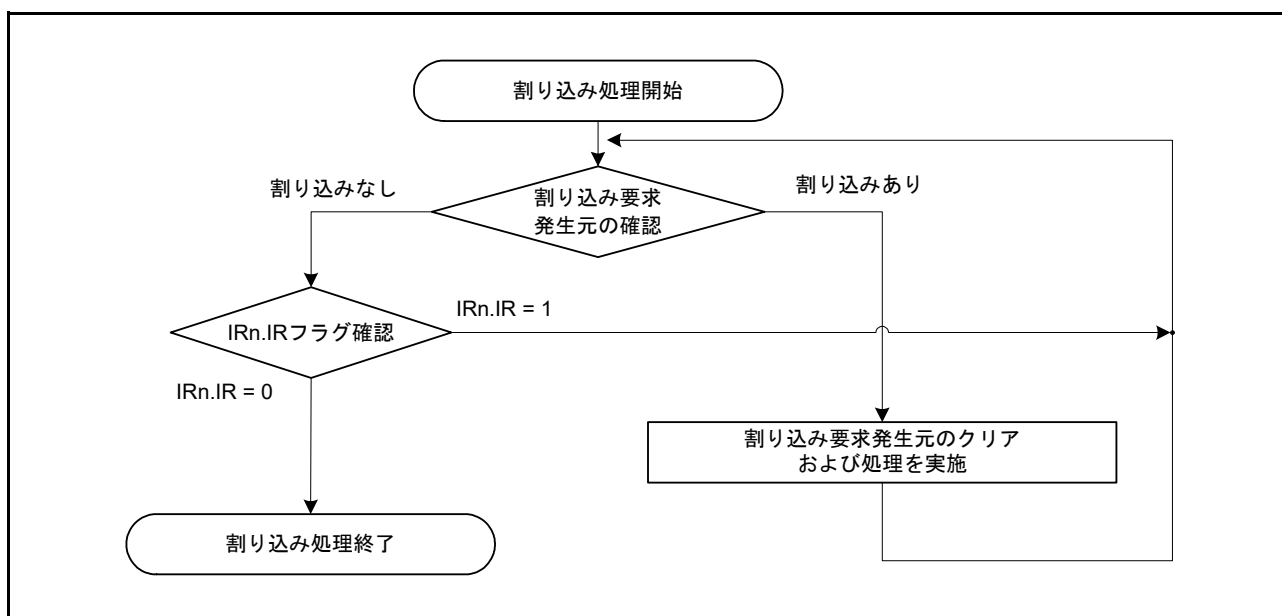 割り込み処理開始
割り込みなし
割り込み要求
発生元の確認
割り込みあり
IRn.IRフラグ確認
IRn.IR = 1
IRn.IR = 0
割り込み要求発生元のクリア
および処理を実施
割り込み処理終了